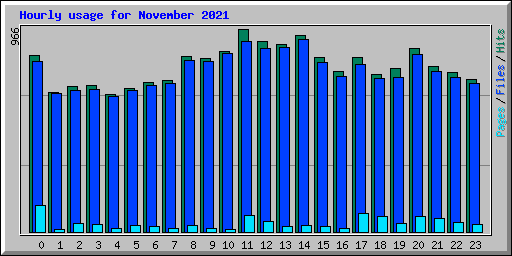 Hourly usage for November 2021
966
Pages/Files/Hits
0 1 2 3 4 5 6 7 8 9 10 11 12 13 14 15 16 17 18 19 20 21 22 23